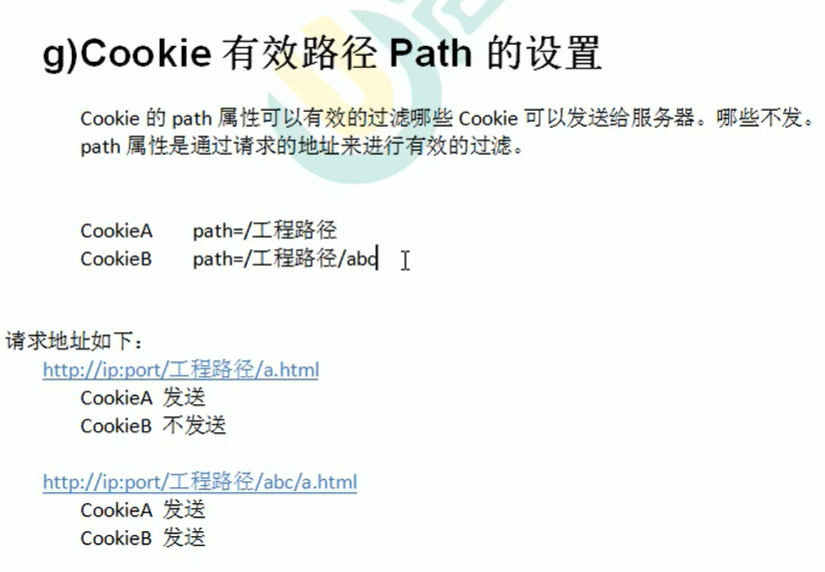 g)Cookie 有效路径 Path 的设置
Cookie 的 path 属性可以有效的过滤哪些 Cookie 可以发送给服务器。哪些不发。
path 属性是通过请求的地址来进行有效的过滤。
CookieA path=/工程路径
CookieB path=/工程路径/abc
请求地址如下：
http://ip:port/工程路径/a.html
CookieA 发送
CookieB 不发送
http://ip:port/工程路径/abc/a.html
CookieA 发送
CookieB 发送